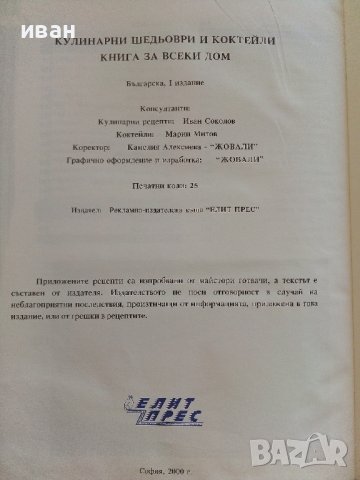 иван
КУЛИНАРНИ ШЕДЬОВРИ И КОКТЕЙЛИ
КНИГА ЗА ВСЕКИ ДОМ
Българска, I издание
Консултанти:
Кулинарна рецепти: Иван Соколов
Коктейли: Марин Митов
Коректор: Камелия Алексиева - "ЖОВАЛИ"
Графично оформление и изработка: "ЖОВАЛИ"
Печатни коли: 25
Издател: Рекламно-издателска къща "ЕЛИТ ПРЕС"
Приложените рецепти са изпробвани от майстори готвачи, а текстът е
съставен от издателя. Издателството не носи отговорност в случай на
неблагоприятни последствия, произтичащи от информацията, приложена в това
издание, или от грешки в рецептите.
ЕЛИТ
ПРЕС
София, 2000 г.
BAZAR
bg